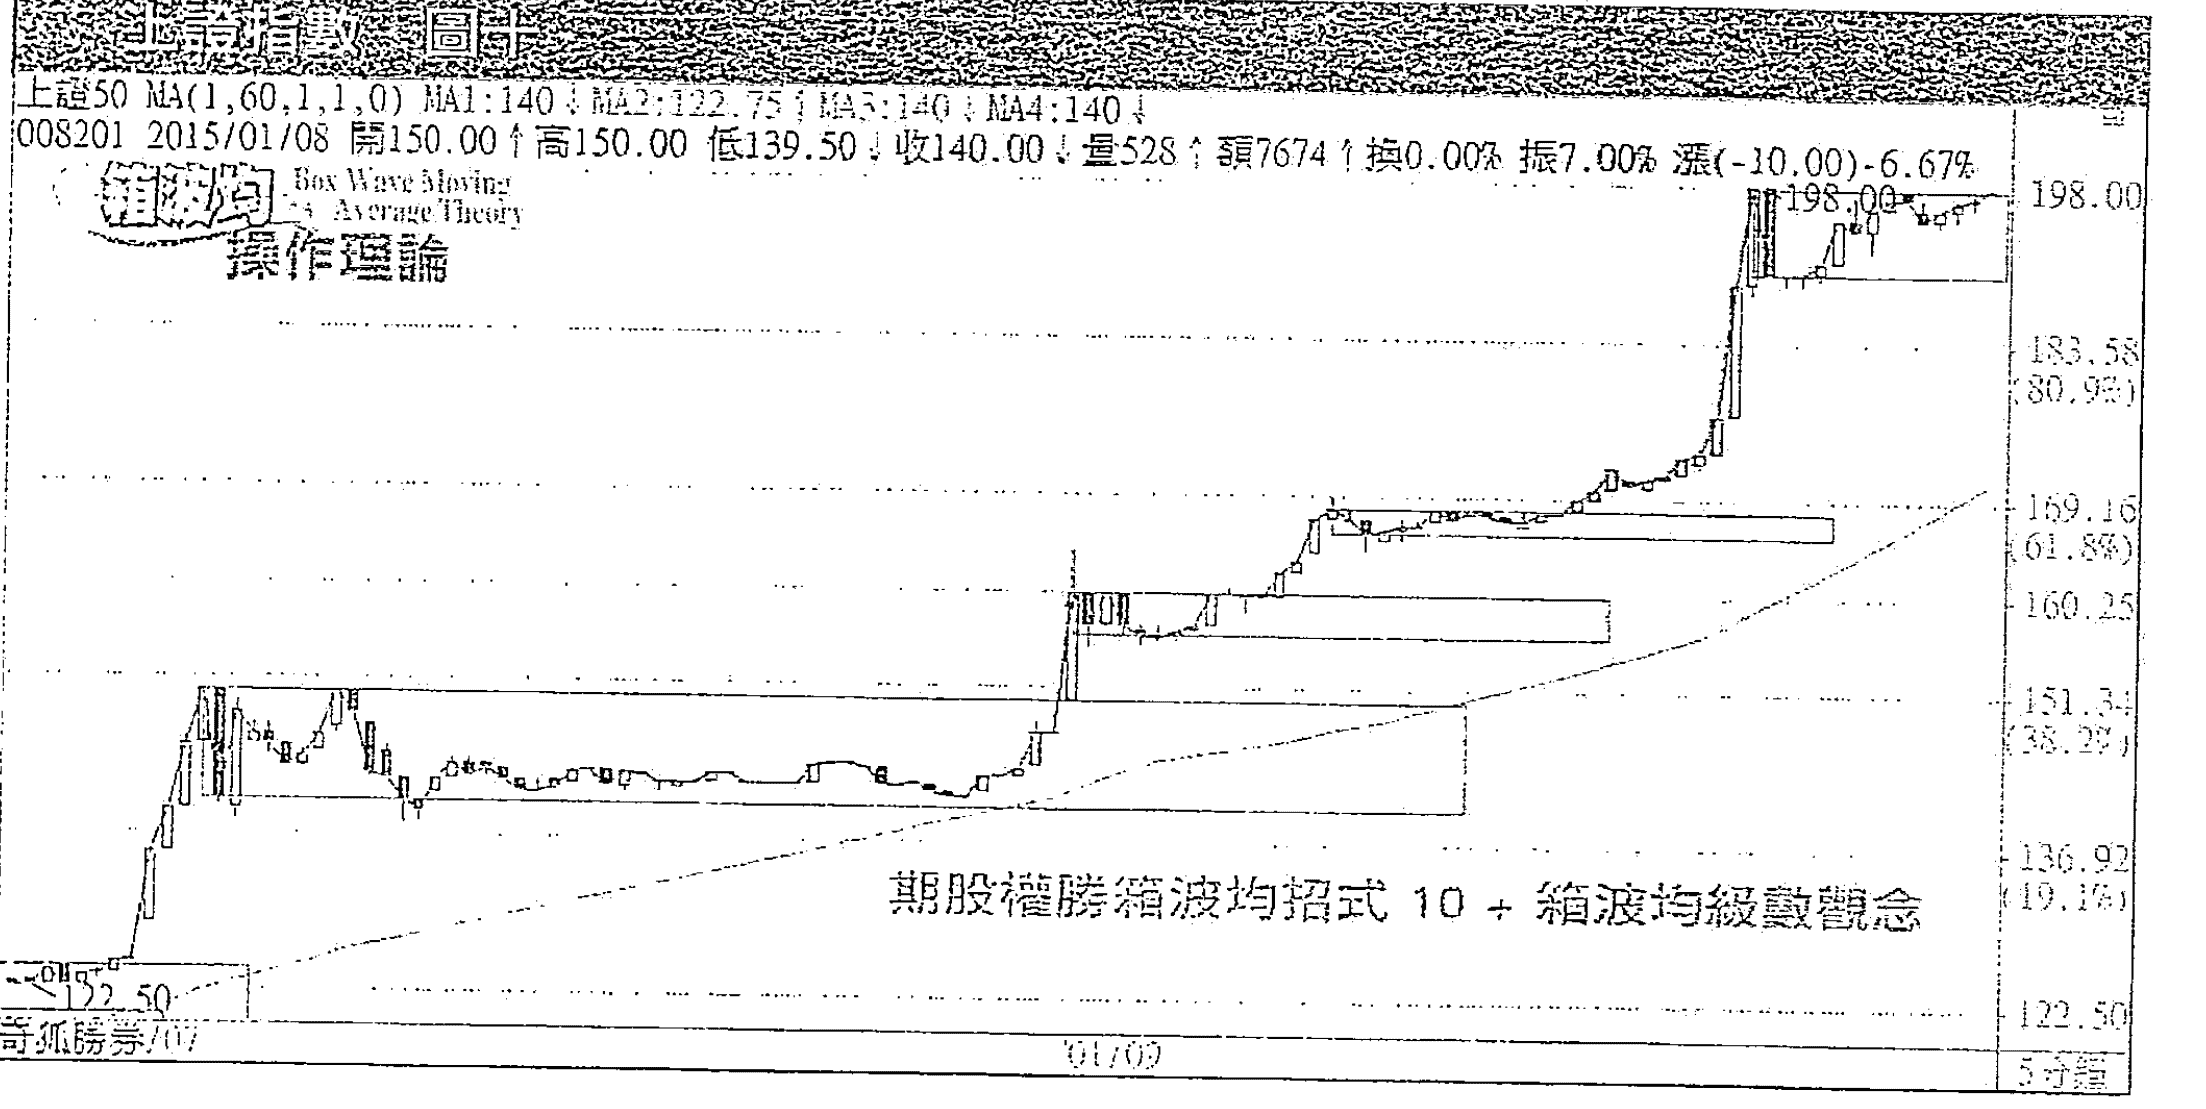 上證指數 圖十
上證50 MA(1,60,1,1,0) MA1:140↓MA2:122.75↑MA3:140↓MA4:140↓
008201 2015/01/08 開150.00↑高150.00 低139.50↓收140.00↓量528↑額7674↑換0.00% 振7.00% 漲(-10.00)-6.67%
箱波均 Box Wave Moving
Average Theory
操作理論
198.00
198.00
183.58
(80.9%)
169.16
(61.8%)
160.25
151.34
(38.2%)
136.92
(19.1%)
期股權勝箱波均招式 10 + 箱波均級數觀念
122.50
122.50
奇狐勝券/07
01/09
5分鐘